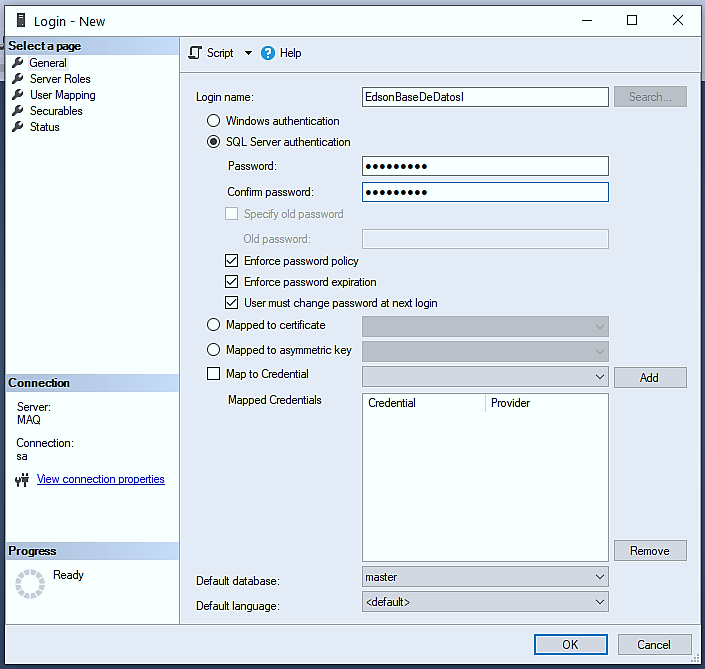 Login - New
Select a page
General
Server Roles
User Mapping
Securables
Status
Script
Help
Login name:
EdsonBaseDeDatosI
Search...
Windows authentication
SQL Server authentication
Password:
●●●●●●●●●
Confirm password:
●●●●●●●●●
Specify old password
Old password:
Enforce password policy
Enforce password expiration
User must change password at next login
Mapped to certificate
Mapped to asymmetric key
Map to Credential
Add
Mapped Credentials
Credential Provider
Remove
Default database:
master
Default language:
<default>
Connection
Server:
MAQ
Connection:
sa
View connection properties
Progress
Ready
OK
Cancel